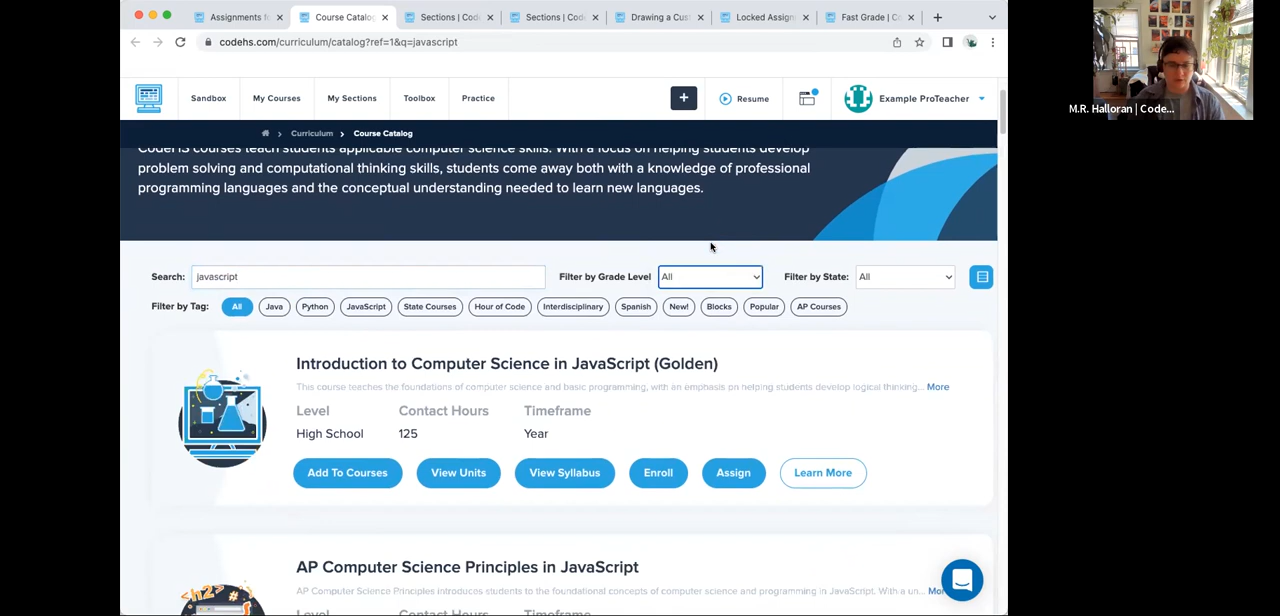 Assignments f
Course Catalog
Sections | Cod
Sections | Cod
Drawing a Cus
Locked Assign
Fast Grade | C
codehs.com/curriculum/catalog?ref=1&q=javascript
M.R. Halloran | Code...
Sandbox
My Courses
My Sections
Toolbox
Practice
+
Resume
Example ProTeacher
Curriculum
Course Catalog
CodeHS courses teach students applicable computer science skills. With a focus on helping students develop
problem solving and computational thinking skills, students come away both with a knowledge of professional
programming languages and the conceptual understanding needed to learn new languages.
Search: javascript Filter by Grade Level All Filter by State: All
Filter by Tag: All Java Python JavaScript State Courses Hour of Code Interdisciplinary Spanish New! Blocks Popular AP Courses
Introduction to Computer Science in JavaScript (Golden)
This course teaches the foundations of computer science and basic programming, with an emphasis on helping students develop logical thinking... More
Level Contact Hours Timeframe
High School 125 Year
Add To Courses View Units View Syllabus Enroll Assign Learn More
AP Computer Science Principles in JavaScript
<h2> #
AP Computer Science Principles introduces students to the foundational concepts of computer science and programming in JavaScript. With a un... Mor
Level Contact Hours Timeframe